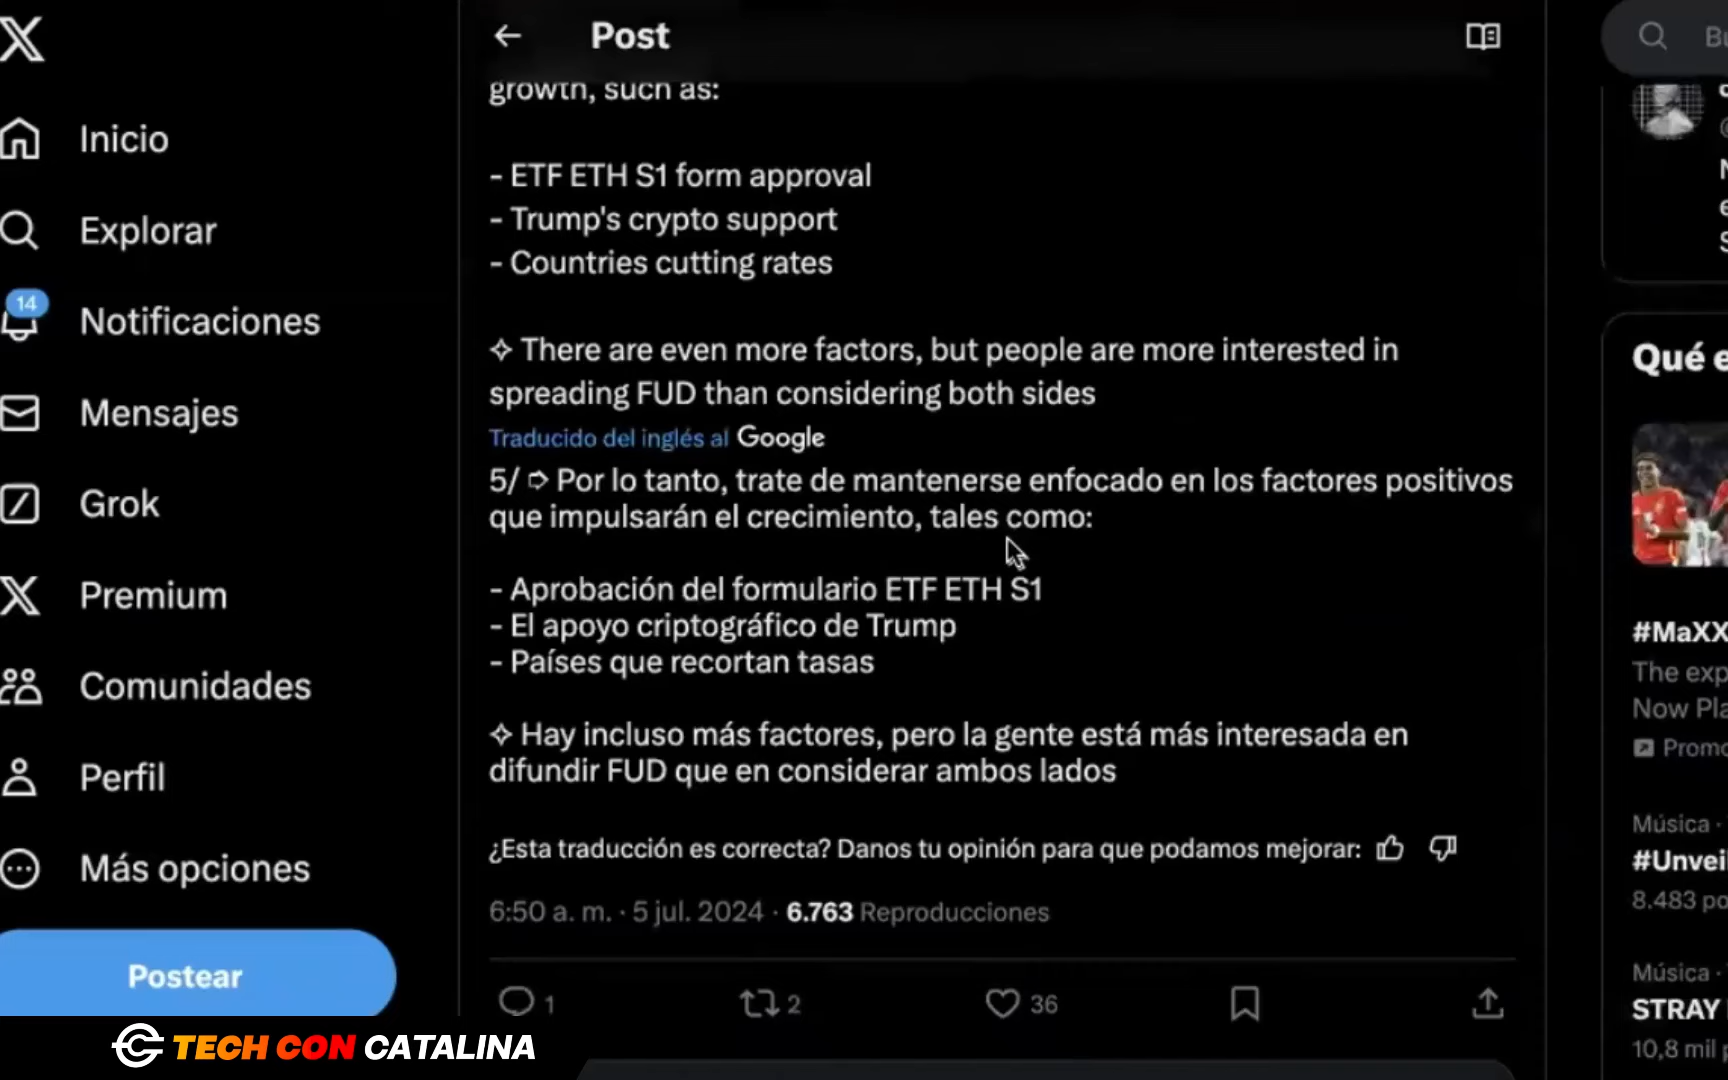 Post
growth, such as:
- ETF ETH S1 form approval
- Trump's crypto support
- Countries cutting rates
✧ There are even more factors, but people are more interested in
spreading FUD than considering both sides
Traducido del inglés al Google
5/ ➩ Por lo tanto, trate de mantenerse enfocado en los factores positivos
que impulsarán el crecimiento, tales como:
- Aprobación del formulario ETF ETH S1
- El apoyo criptográfico de Trump
- Países que recortan tasas
✧ Hay incluso más factores, pero la gente está más interesada en
difundir FUD que en considerar ambos lados
¿Esta traducción es correcta? Danos tu opinión para que podamos mejorar:
6:50 a. m. · 5 jul. 2024 · 6.763 Reproducciones
1
2
36
Inicio
Explorar
14
Notificaciones
Mensajes
Grok
Premium
Comunidades
Perfil
Más opciones
Postear
TECH CON CATALINA
Qué
#MaXX
The
Now
Música ·
8.483
Música ·
STRAY
10,8 mil